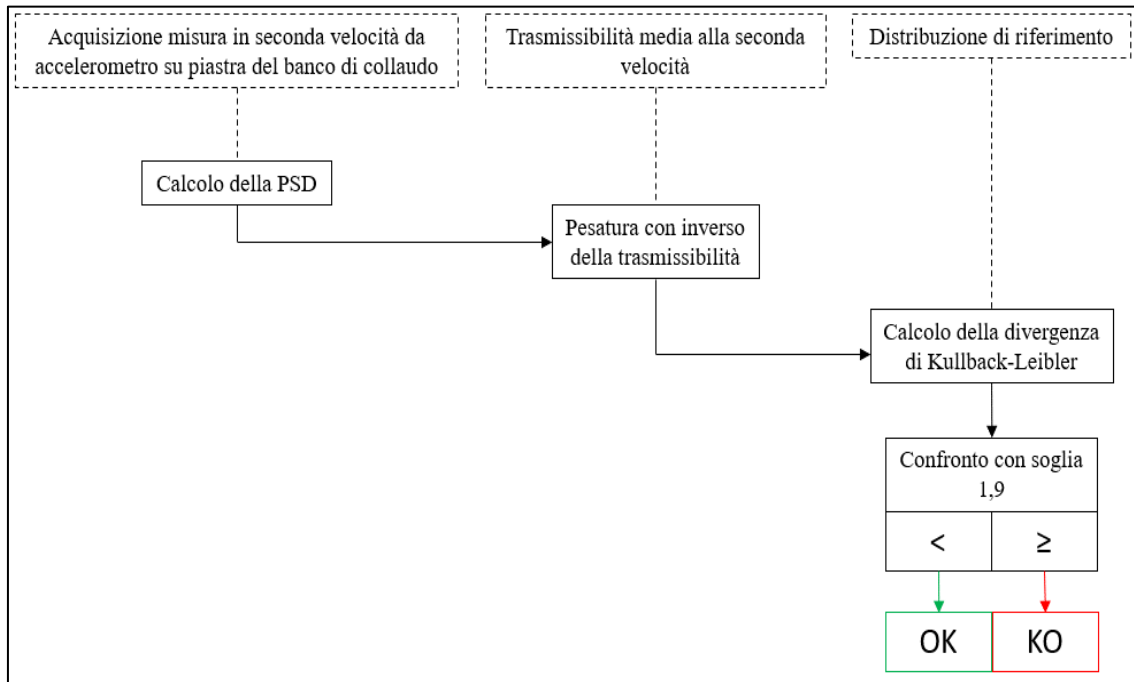 Acquisizione misura in seconda velocità da
accelerometro su piastra del banco di collaudo
Trasmissibilità media alla seconda
velocità
Distribuzione di riferimento
Calcolo della PSD
Pesatura con inverso
della trasmissibilità
Calcolo della divergenza
di Kullback-Leibler
Confronto con soglia
1,9
<
≥
OK
KO